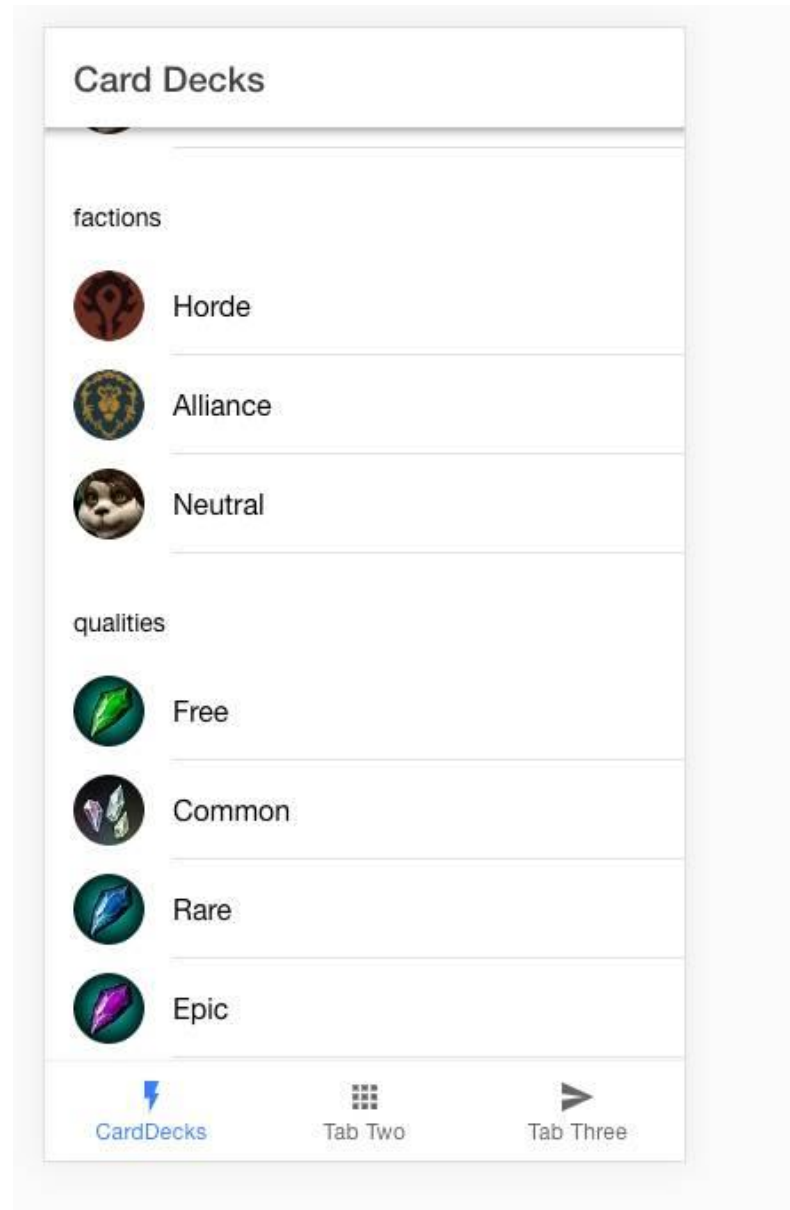 Card Decks
factions
Horde
Alliance
Neutral
qualities
Free
Common
Rare
Epic
CardDecks
Tab Two
Tab Three